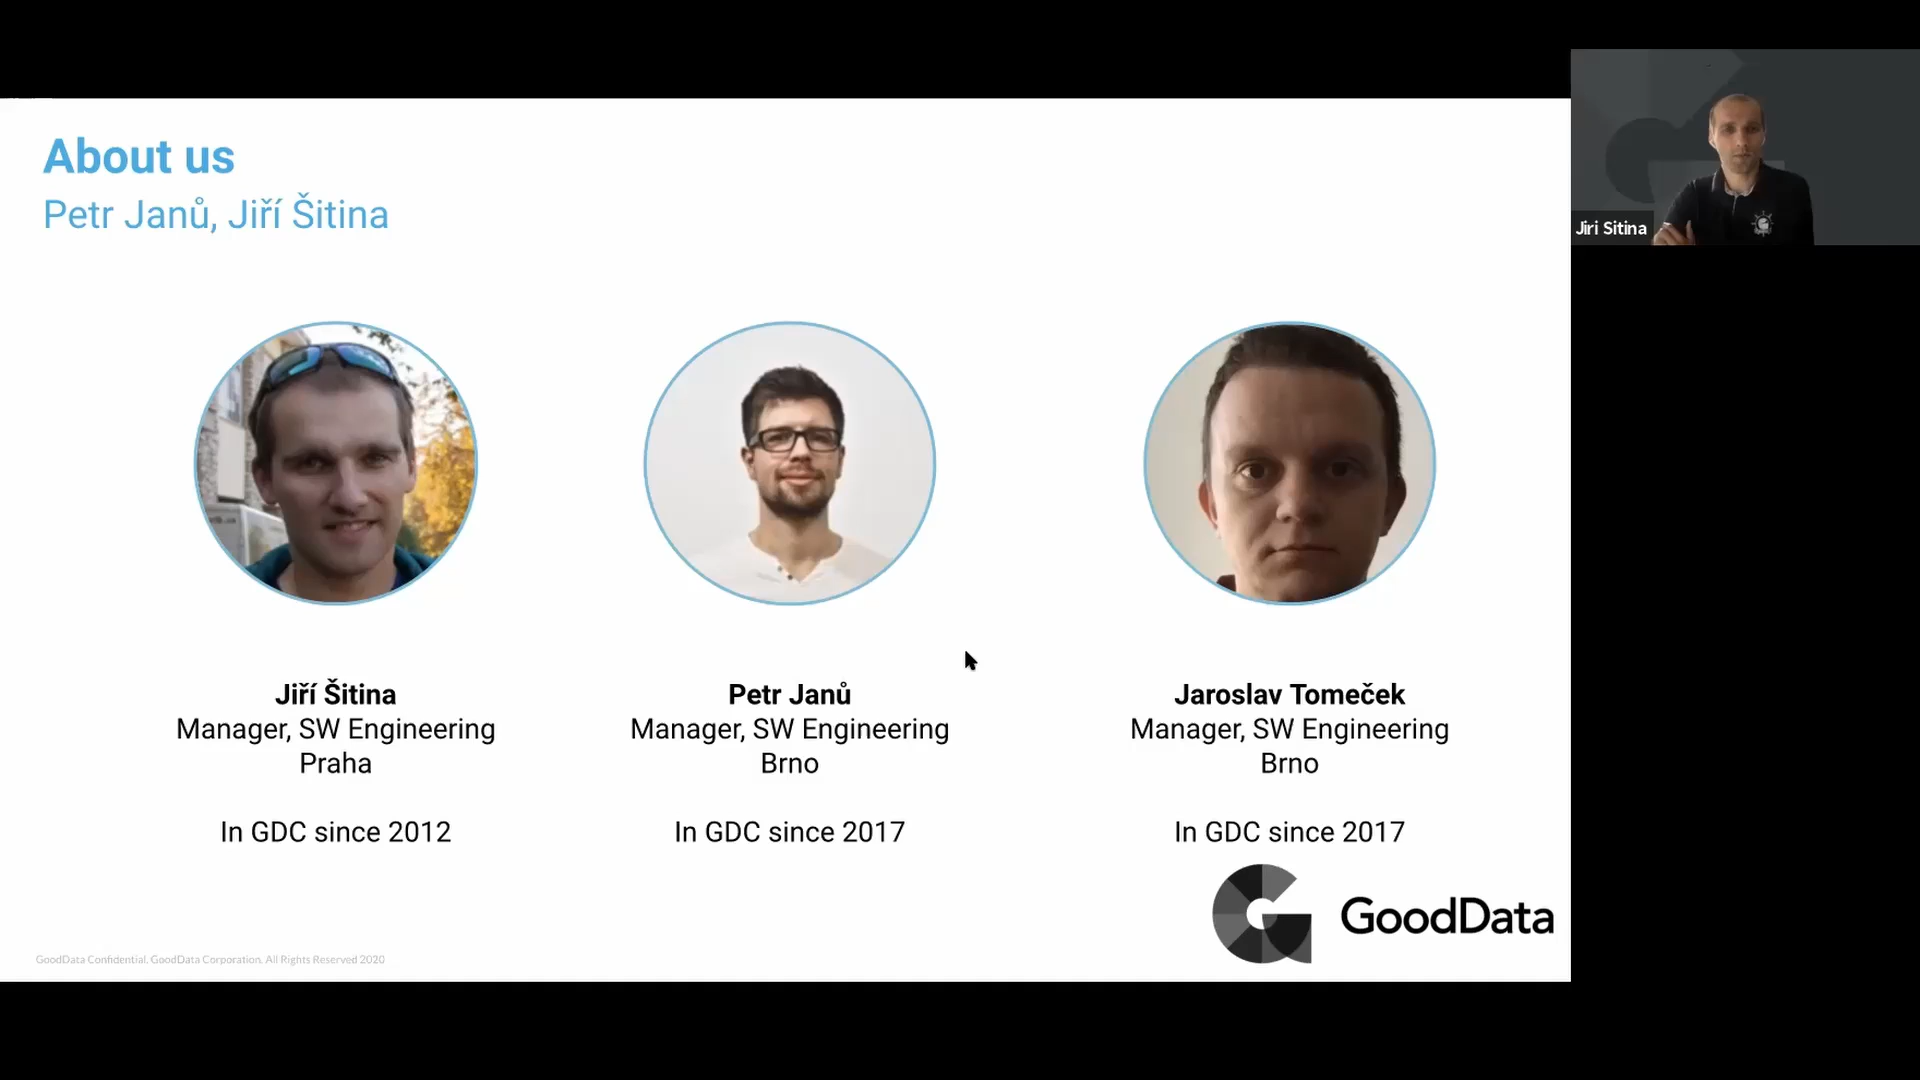 About us
Petr Janů, Jiří Šitina
Jiri Sitina
Jiří Šitina
Manager, SW Engineering
Praha
In GDC since 2012
Petr Janů
Manager, SW Engineering
Brno
In GDC since 2017
Jaroslav Tomeček
Manager, SW Engineering
Brno
In GDC since 2017
GoodData
GoodData Confidential. GoodData Corporation. All Rights Reserved 2020